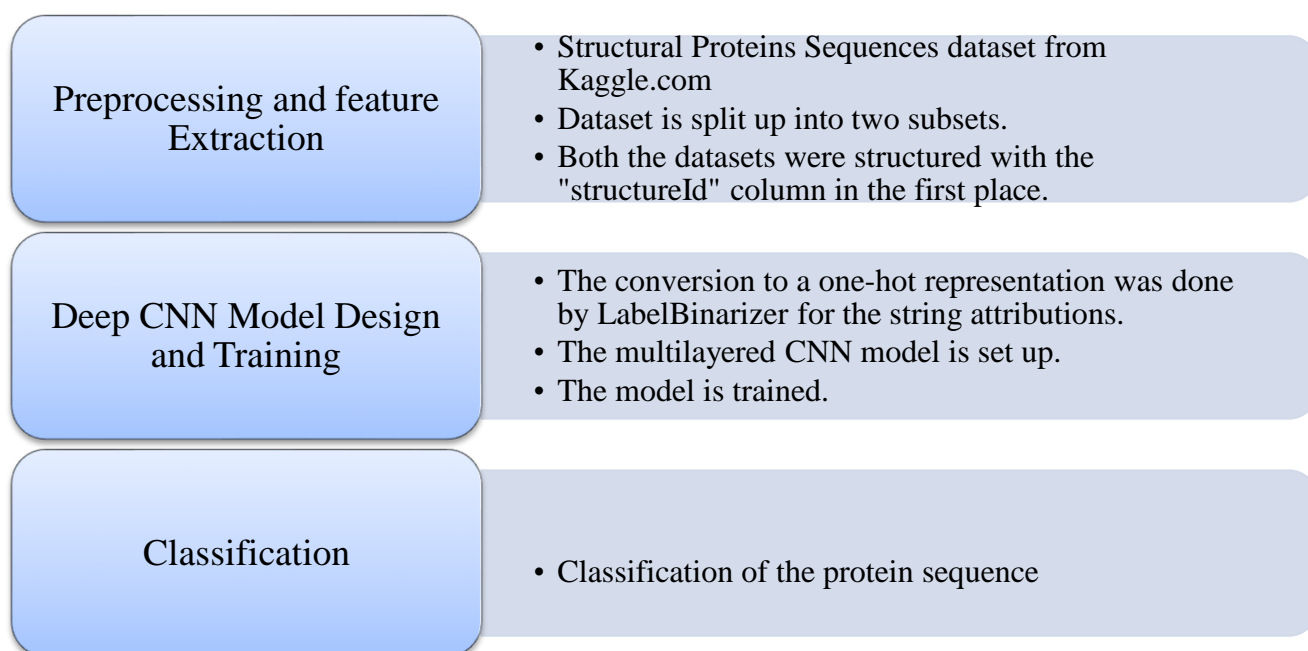 Preprocessing and feature
Extraction
• Structural Proteins Sequences dataset from
Kaggle.com
• Dataset is split up into two subsets.
• Both the datasets were structured with the
"structureId" column in the first place.
Deep CNN Model Design
and Training
• The conversion to a one-hot representation was done
by LabelBinarizer for the string attributions.
• The multilayered CNN model is set up.
• The model is trained.
Classification
• Classification of the protein sequence